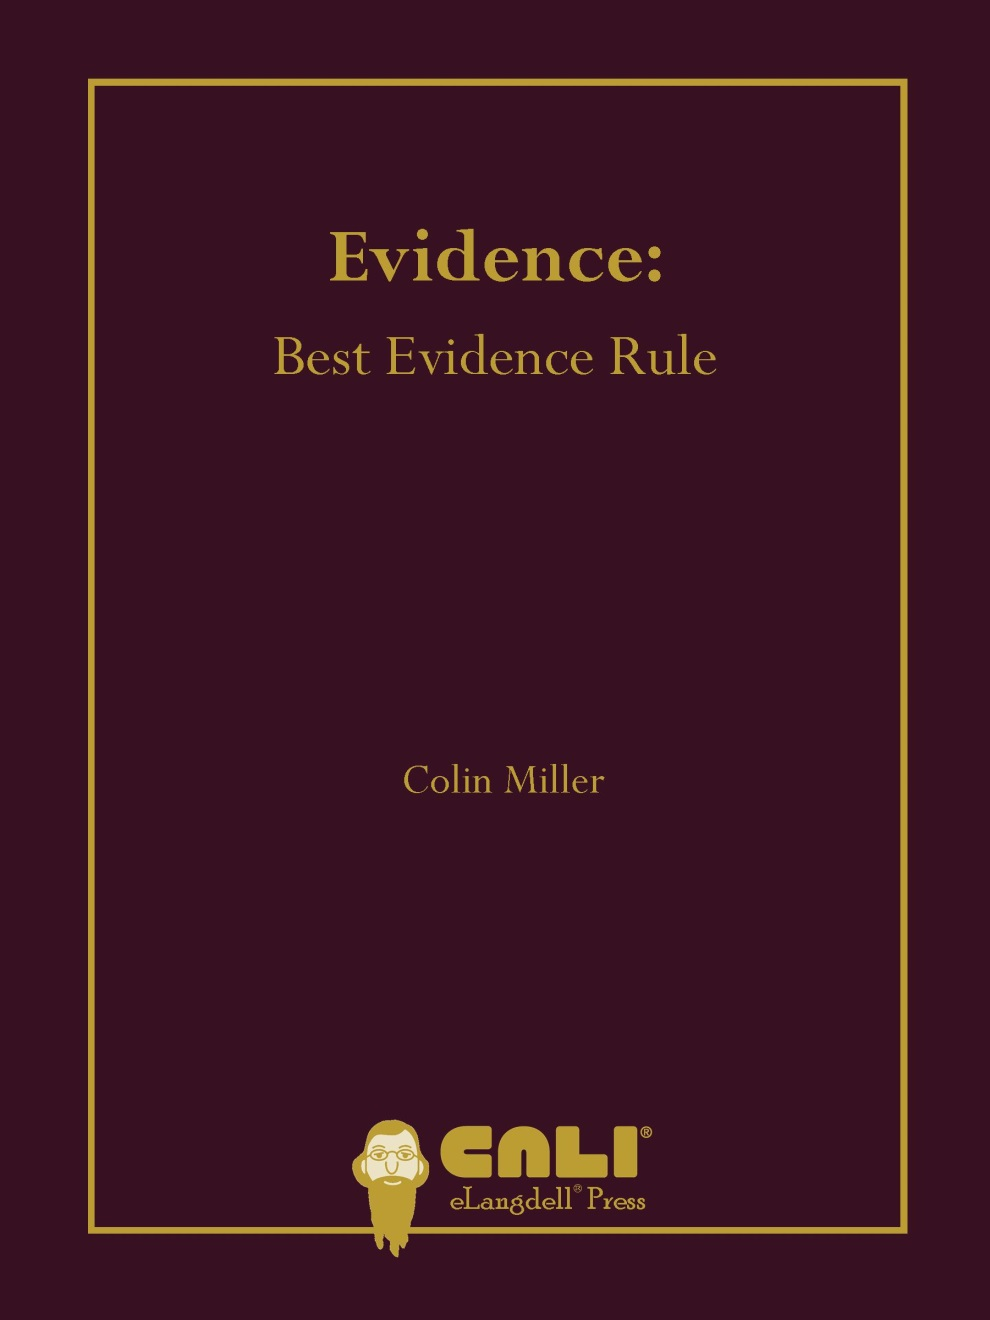 Evidence:
Best Evidence Rule
Colin Miller
CALI®
eLangdell® Press